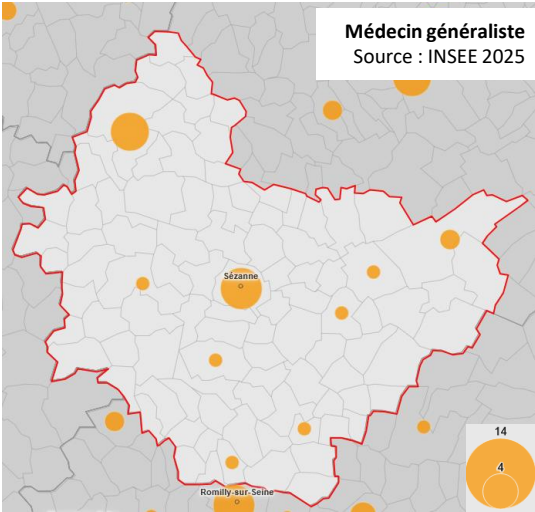 Médecin généraliste
Source : INSEE 2025
Sézanne
14
4
Romilly-sur-Seine